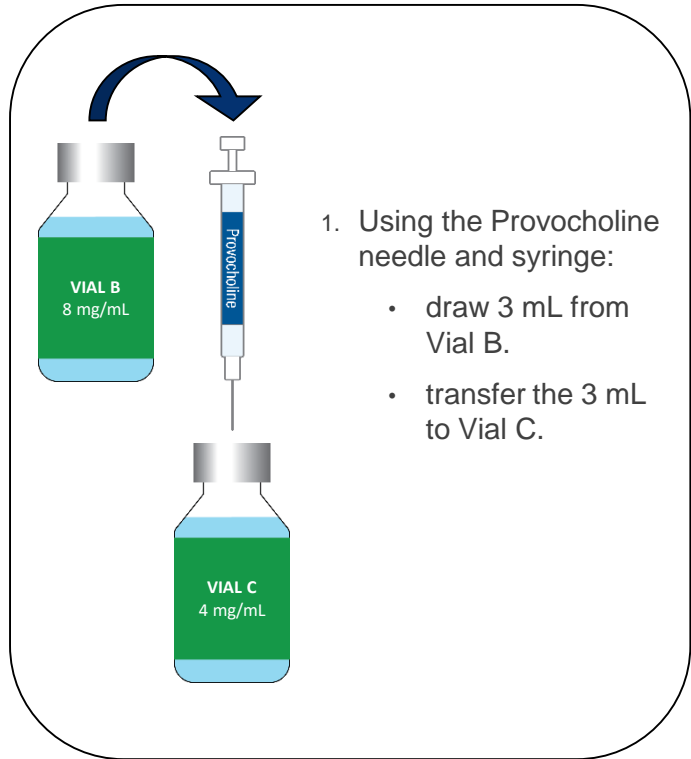 VIAL B
8 mg/mL
Provocholine
1. Using the Provocholine
needle and syringe:
• draw 3 mL from
Vial B.
• transfer the 3 mL
to Vial C.
VIAL C
4 mg/mL